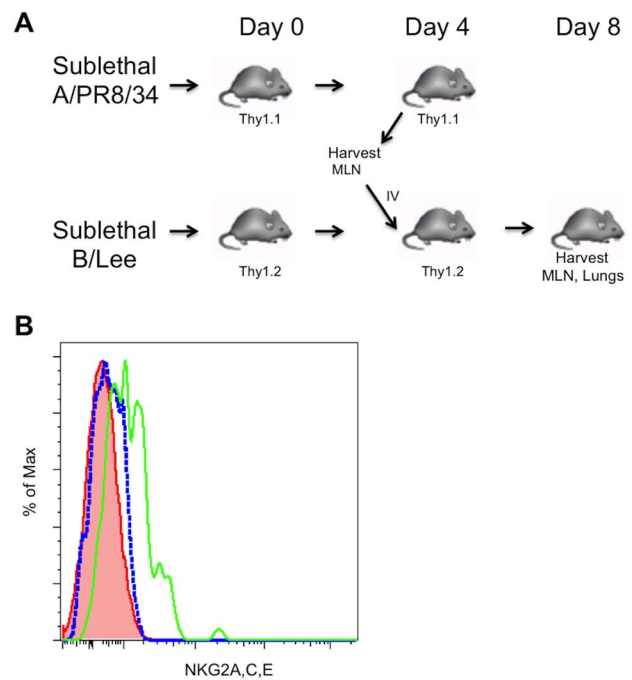 A
Day 0 Day 4 Day 8
Sublethal
A/PR8/34
Thy1.1 Thy1.1
Harvest
MLN
IV
Sublethal
B/Lee
Thy1.2 Thy1.2
Harvest
MLN, Lungs
B
% of Max
NKG2A,C,E